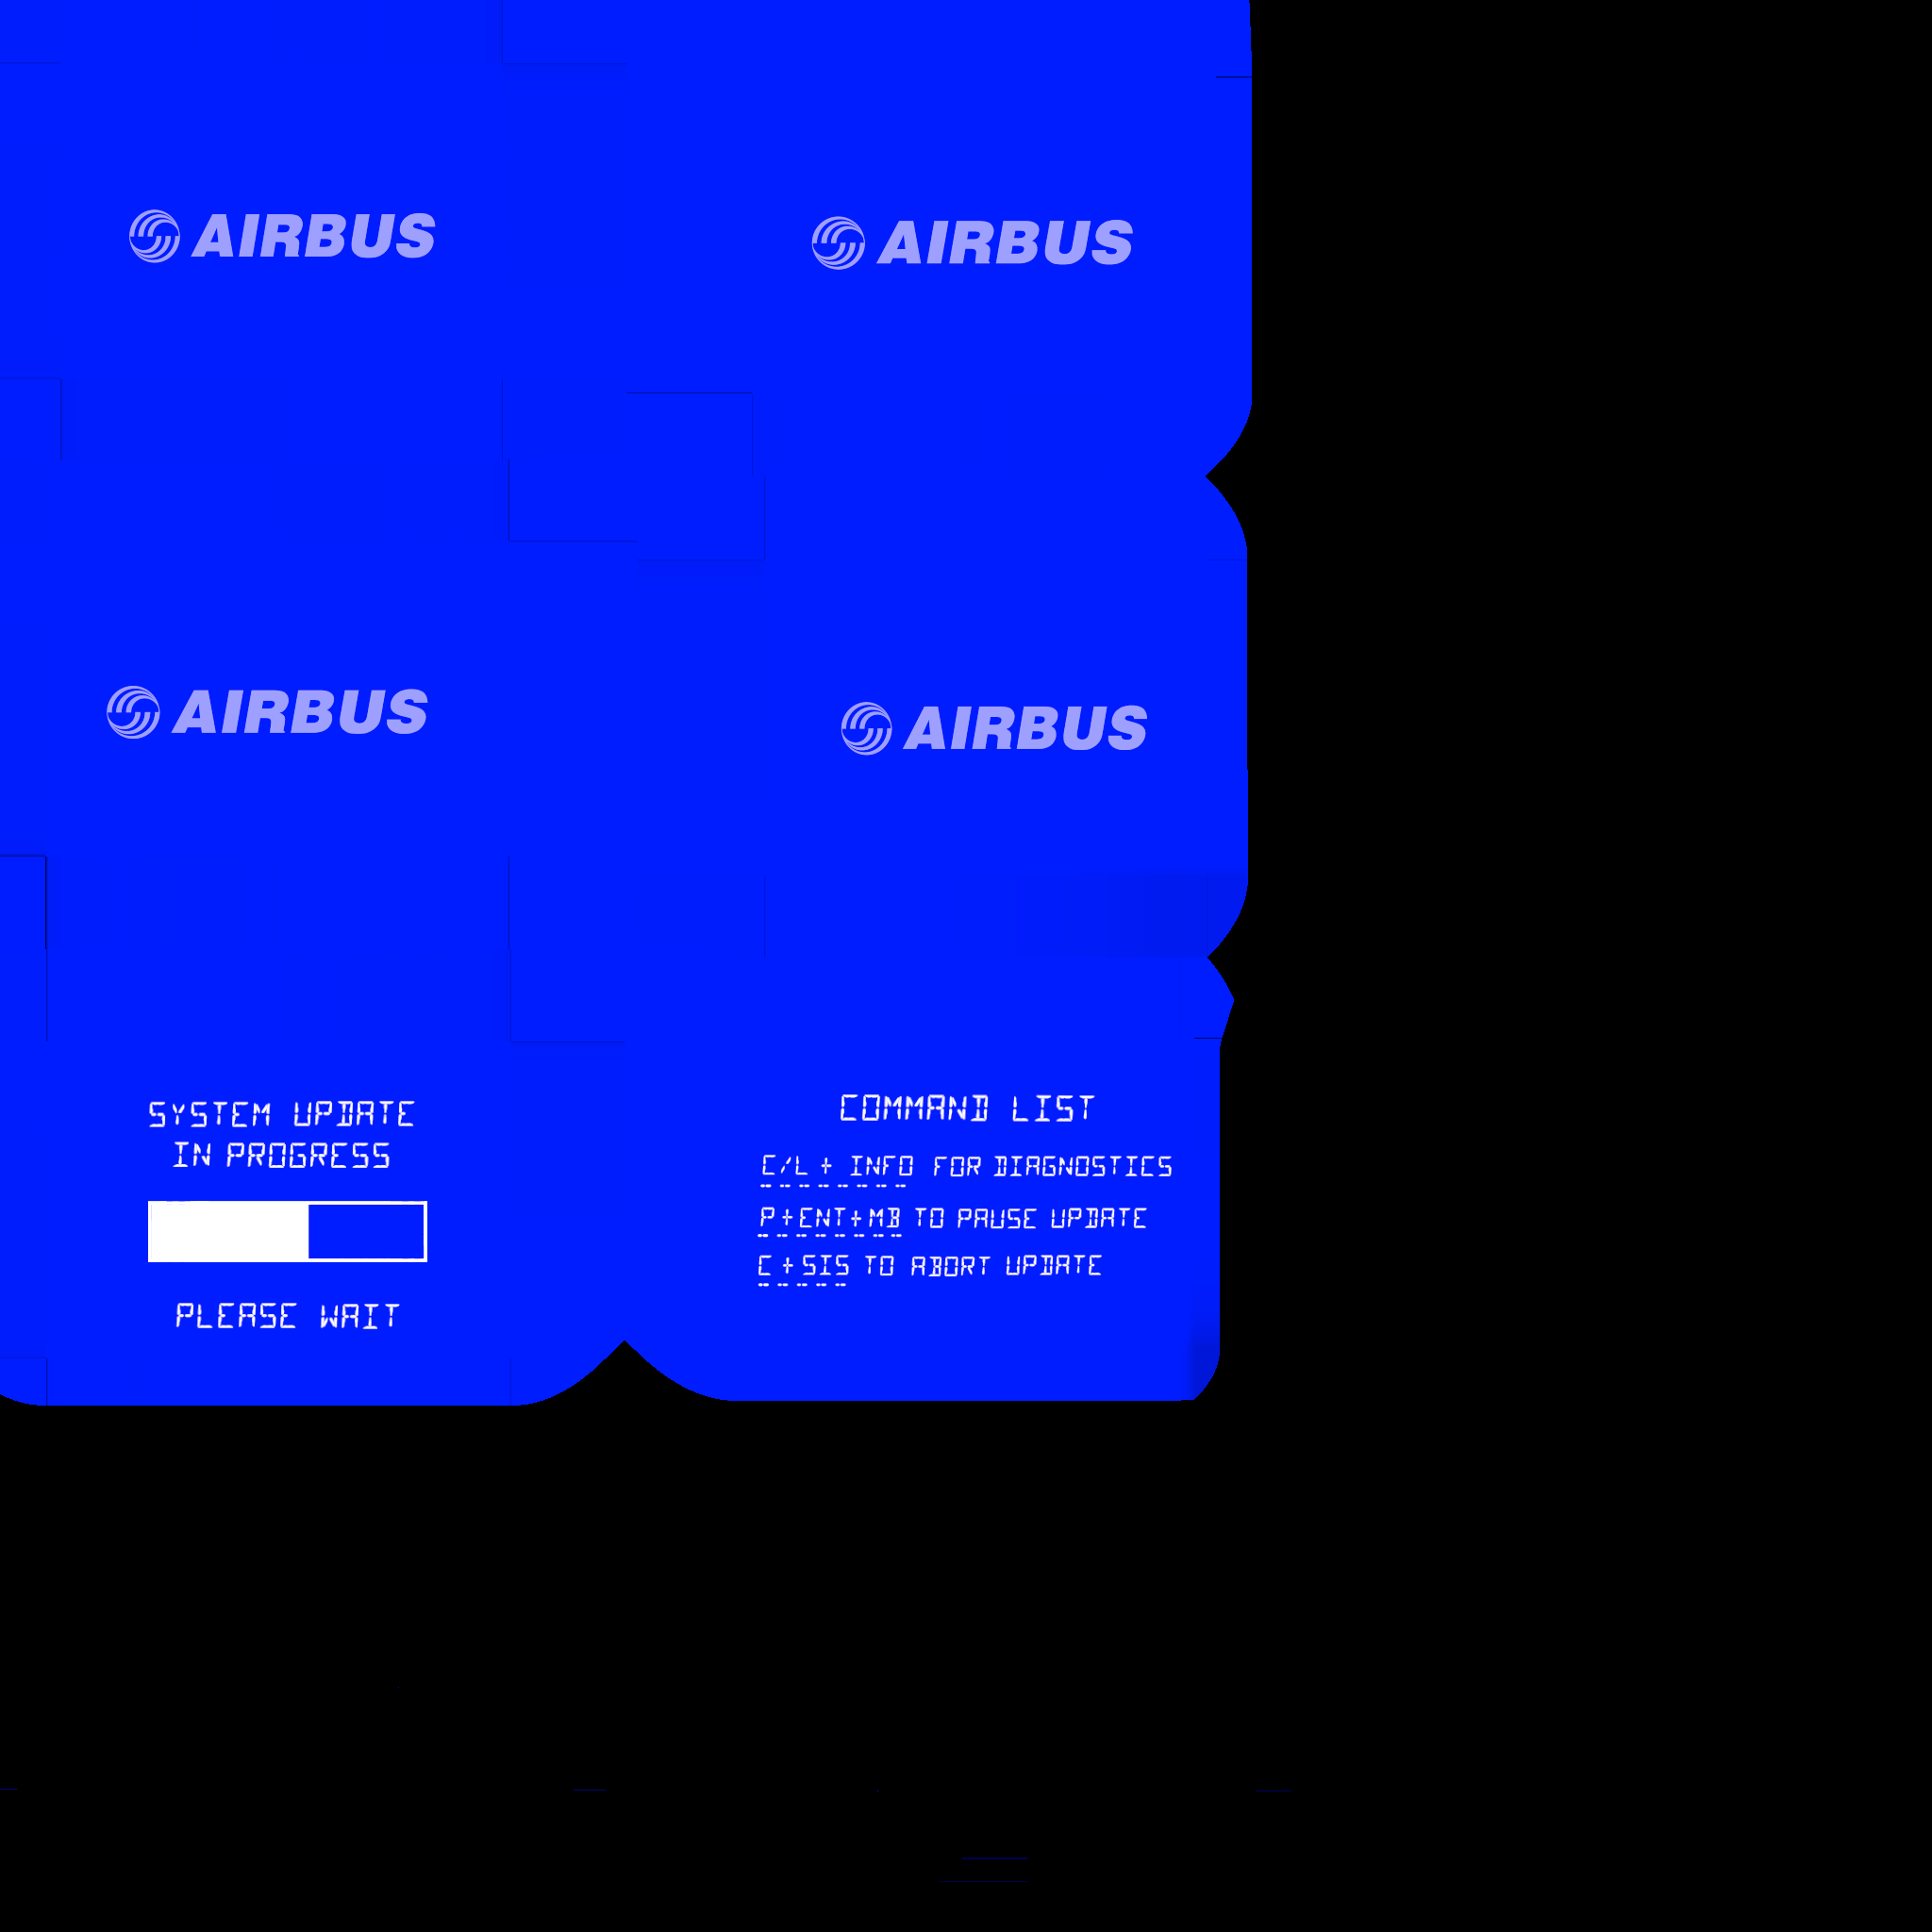 AIRBUS
AIRBUS
AIRBUS
AIRBUS
SYSTEM UPDATE
IN PROGRESS
PLEASE WAIT
COMMAND LIST
C/L + INFO FOR DIAGNOSTICS
P+ENT+MB TO PAUSE UPDATE
C+SIS TO ABORT UPDATE